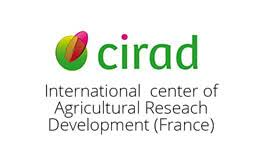 cirad
International center of
Agricultural Reseach
Development (France)